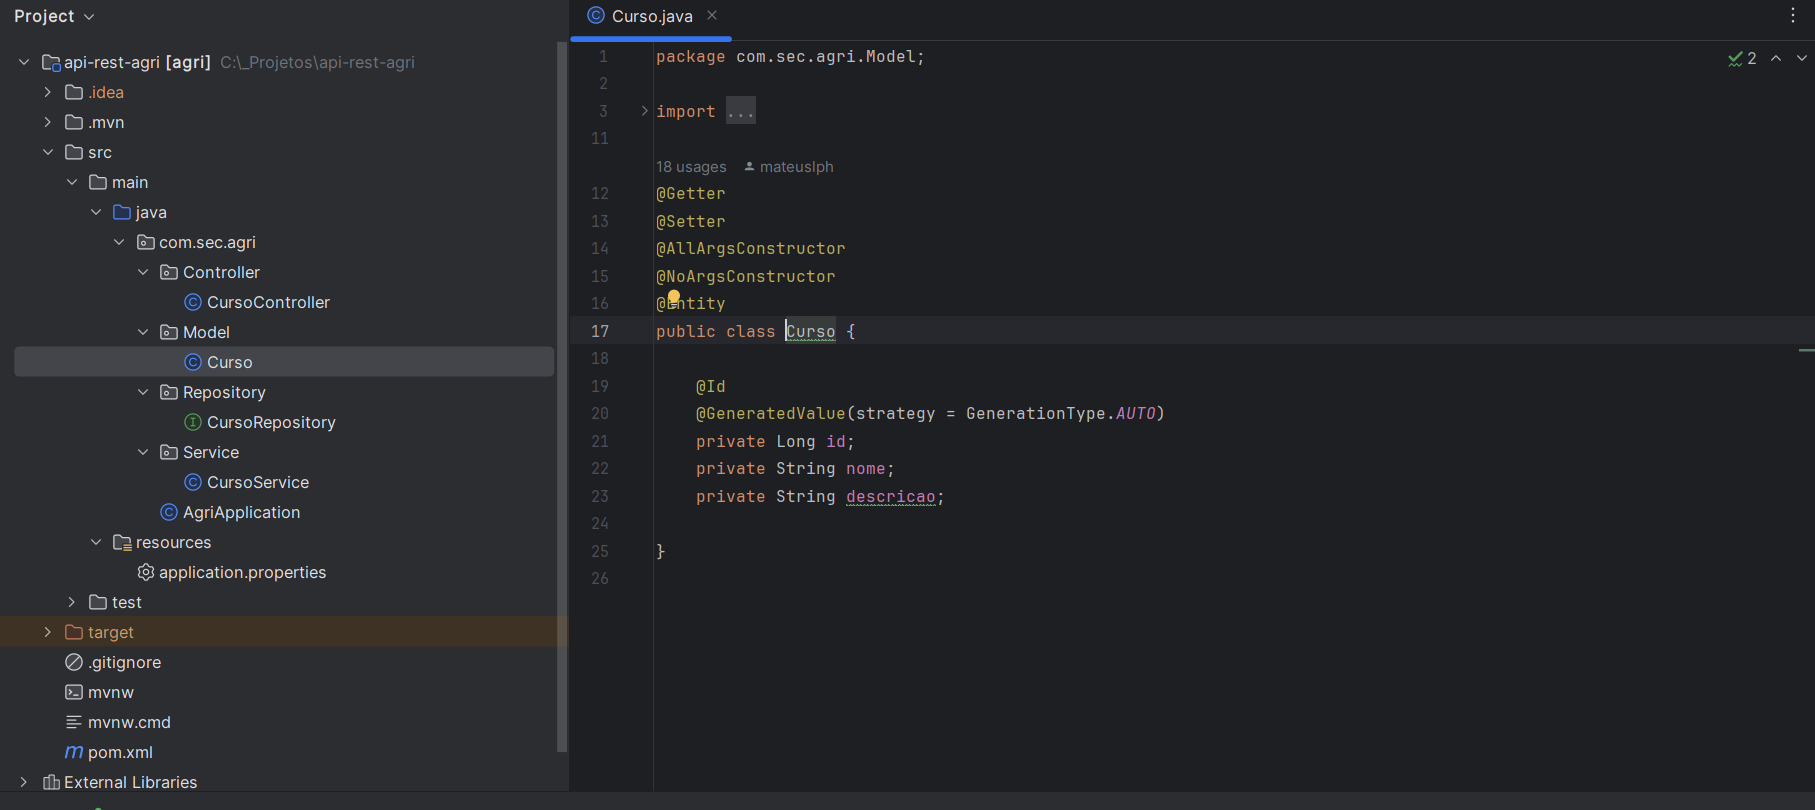 Project
api-rest-agri [agri] C:\_Projetos\api-rest-agri
.idea
.mvn
src
main
java
com.sec.agri
Controller
CursoController
Model
Curso
Repository
CursoRepository
Service
CursoService
AgriApplication
resources
application.properties
test
target
.gitignore
mvnw
mvnw.cmd
pom.xml
External Libraries
Curso.java
1 package com.sec.agri.Model;
2
3 import ...
11
18 usages mateuslph
12 @Getter
13 @Setter
14 @AllArgsConstructor
15 @NoArgsConstructor
16 @Entity
17 public class Curso {
18
19 @Id
20 @GeneratedValue(strategy = GenerationType.AUTO)
21 private Long id;
22 private String nome;
23 private String descricao;
24
25 }
26
2